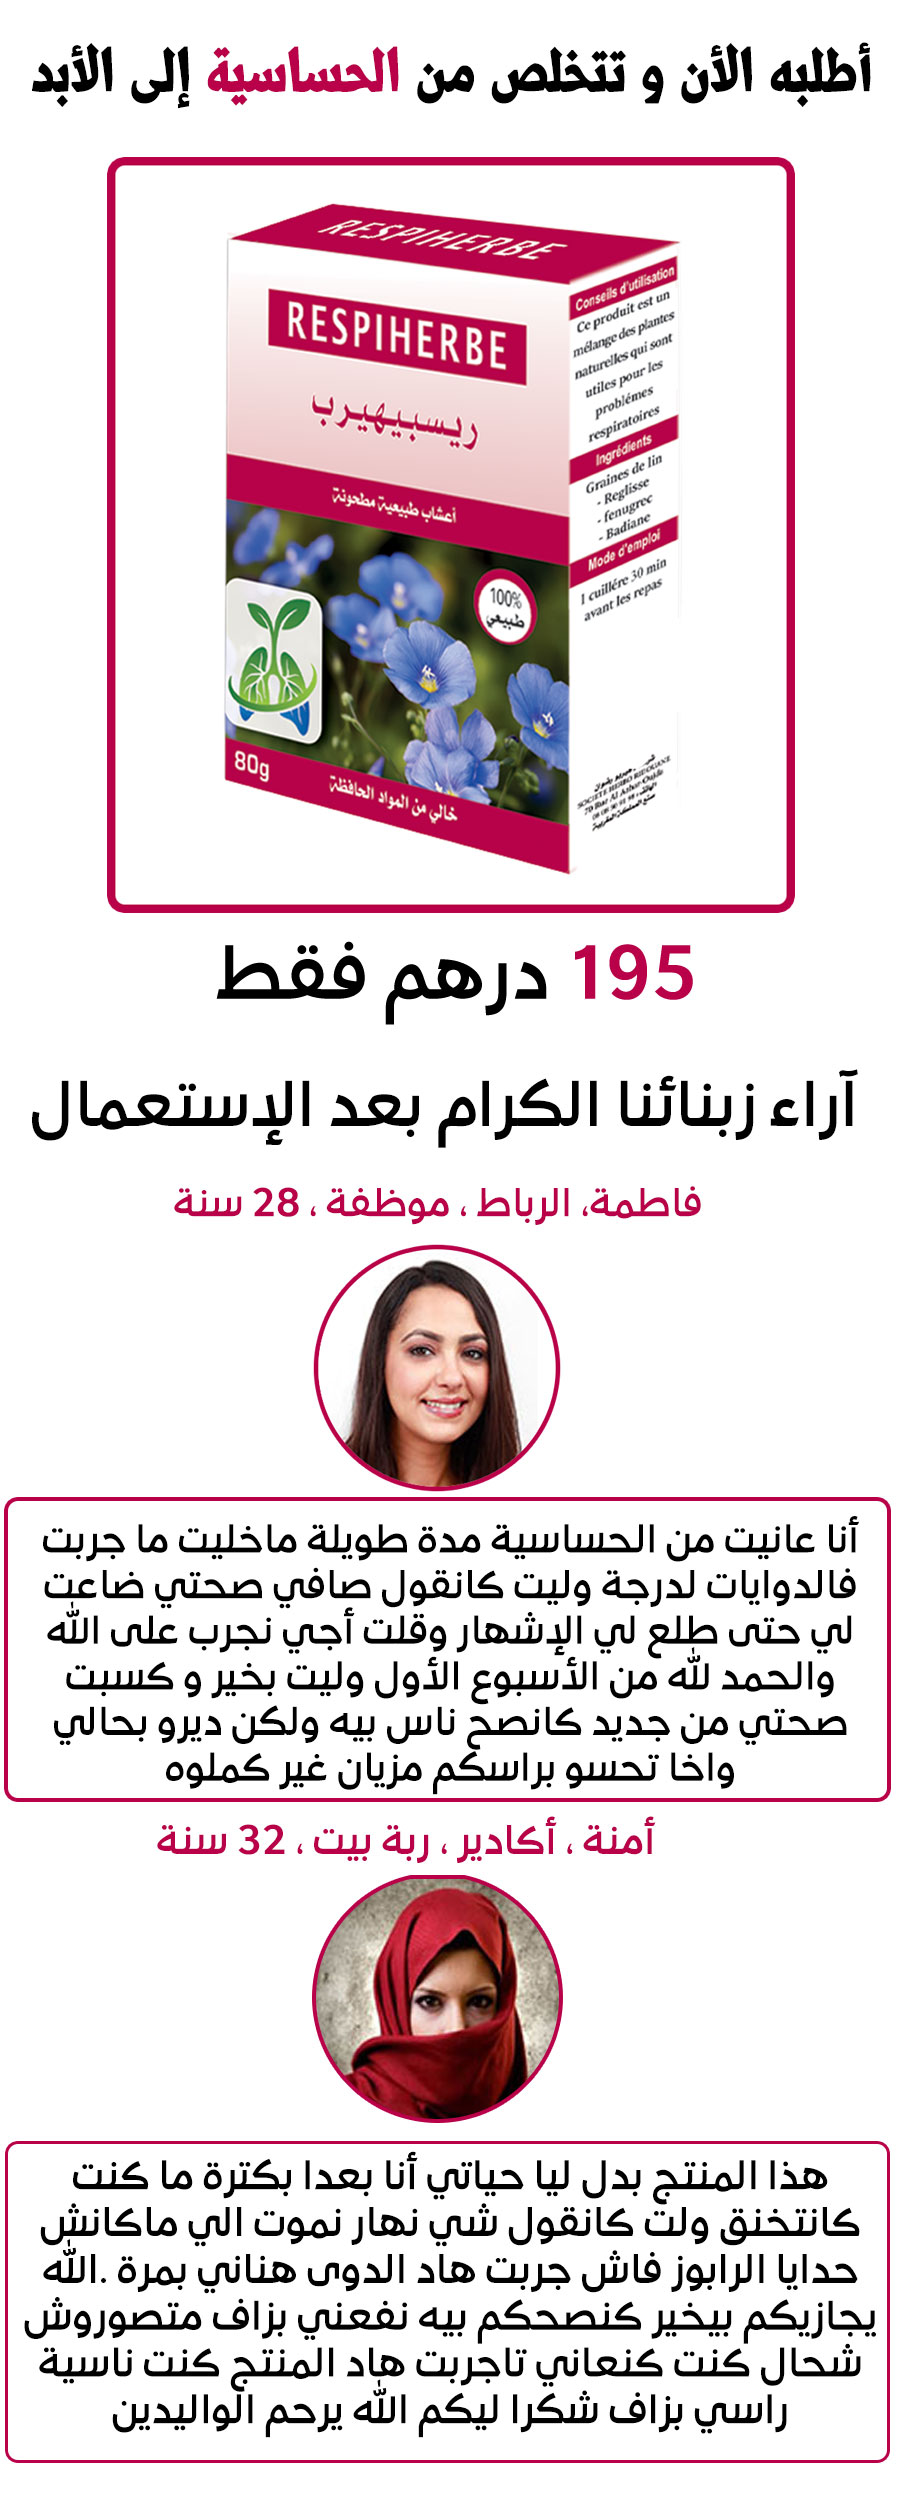 أطلبه الأن و تتخلص من الحساسية إلى الأبد
RESPIHERBE
RESPIHERBE
ريسبيهيرب
أعشاب طبيعية مطحونة
100%
طبيعي
80g
خالي من المواد الحافظة
Conseils d'utilisation
Ce produit est un
mélange des plantes
naturelles qui sont
utiles pour les
problémes
respiratoires
Ingrédients
Graines de lin
- Reglisse
- fenugrec
- Badiane
Mode d'emploi
1 cuillére 30 min
avant les repas
SOCIETE HERBO RIDOUANE
70 Rue Al Azhar Oujda
195 درهم فقط
آراء زبنائنا الكرام بعد الإستعمال
فاطمة، الرباط ، موظفة ، 28 سنة
أنا عانيت من الحساسية مدة طويلة ماخليت ما جربت
فالدوايات لدرجة وليت كانقول صافي صحتي ضاعت
لي حتى طلع لي الإشهار وقلت أجي نجرب على الله
والحمد لله من الأسبوع الأول وليت بخير و كسبت
صحتي من جديد كانصح ناس بيه ولكن ديرو بحالي
واخا تحسو براسكم مزيان غير كملوه
أمنة ، أكادير ، ربة بيت ، 32 سنة
هذا المنتج بدل ليا حياتي أنا بعدا بكترة ما كنت
كانتخنق ولت كانقول شي نهار نموت الي ماكانش
حدايا الرابوز فاش جربت هاد الدوى هناني بمرة .الله
يجازيكم بيخير كنصحكم بيه نفعني بزاف متصوروش
شحال كنت كنعاني تاجربت هاد المنتج كنت ناسية
راسي بزاف شكرا ليكم الله يرحم الواليدين